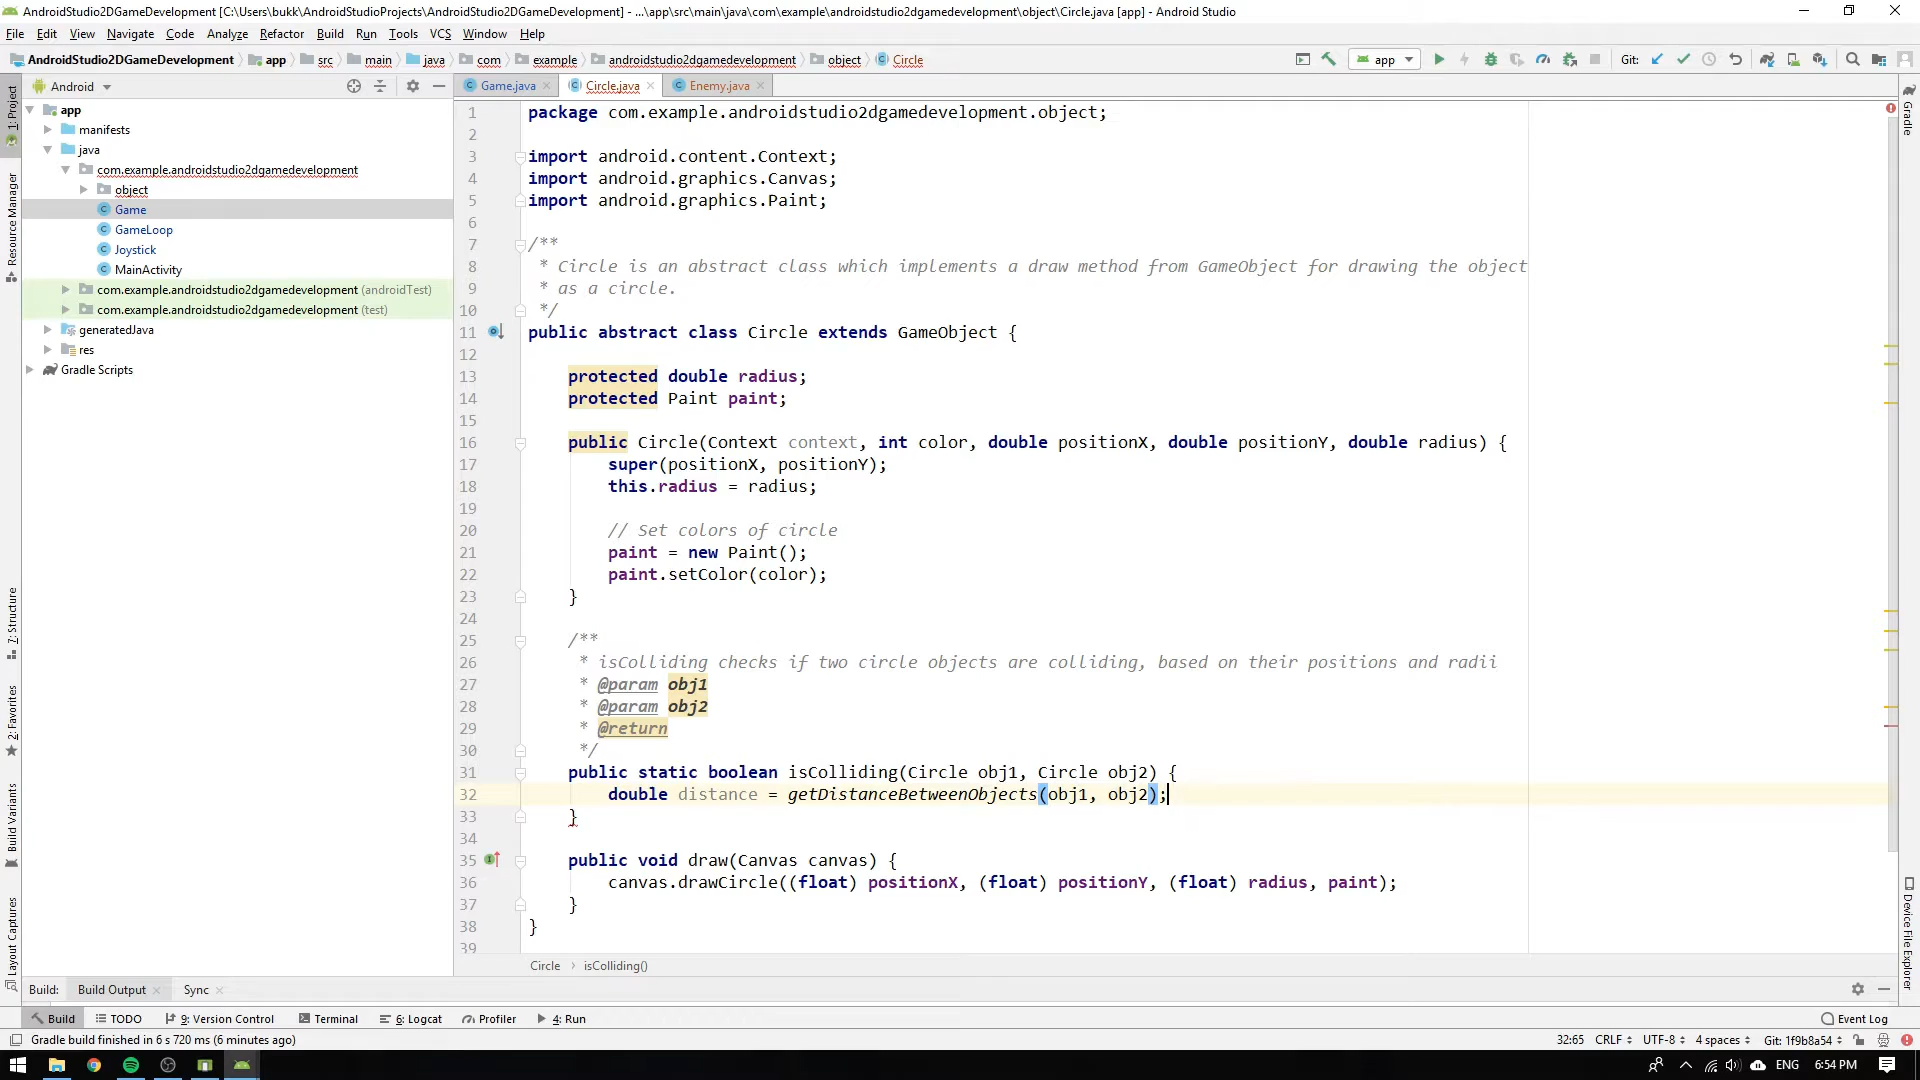 AndroidStudio2DGameDevelopment [C:\Users\bukk\AndroidStudioProjects\AndroidStudio2DGameDevelopment] - ...\app\src\main\java\com\example\androidstudio2dgamedevelopment\object\Circle.java [app] - Android Studio
File Edit View Navigate Code Analyze Refactor Build Run Tools VCS Window Help
AndroidStudio2DGameDevelopment app src main java com example androidstudio2dgamedevelopment object Circle app Git:
Android
Game.java Circle.java Enemy.java
1: Project
Resource Manager
7: Structure
2: Favorites
Build Variants
Layout Captures
app
manifests
java
com.example.androidstudio2dgamedevelopment
object
Game
GameLoop
Joystick
MainActivity
com.example.androidstudio2dgamedevelopment (androidTest)
com.example.androidstudio2dgamedevelopment (test)
generatedJava
res
Gradle Scripts
1 package com.example.androidstudio2dgamedevelopment.object;
2
3 import android.content.Context;
4 import android.graphics.Canvas;
5 import android.graphics.Paint;
6
7 /**
8 * Circle is an abstract class which implements a draw method from GameObject for drawing the object
9 * as a circle.
10 */
11 public abstract class Circle extends GameObject {
12
13 protected double radius;
14 protected Paint paint;
15
16 public Circle(Context context, int color, double positionX, double positionY, double radius) {
17 super(positionX, positionY);
18 this.radius = radius;
19
20 // Set colors of circle
21 paint = new Paint();
22 paint.setColor(color);
23 }
24
25 /**
26 * isColliding checks if two circle objects are colliding, based on their positions and radii
27 * @param obj1
28 * @param obj2
29 * @return
30 */
31 public static boolean isColliding(Circle obj1, Circle obj2) {
32 double distance = getDistanceBetweenObjects(obj1, obj2);
33 }
34
35 public void draw(Canvas canvas) {
36 canvas.drawCircle((float) positionX, (float) positionY, (float) radius, paint);
37 }
38 }
39
Circle isColliding()
Gradle
Device File Explorer
Build: Build Output Sync
Build TODO 9: Version Control Terminal 6: Logcat Profiler 4: Run Event Log
Gradle build finished in 6 s 720 ms (6 minutes ago) 32:65 CRLF UTF-8 4 spaces Git: 1f9b8a54
ENG 6:54 PM